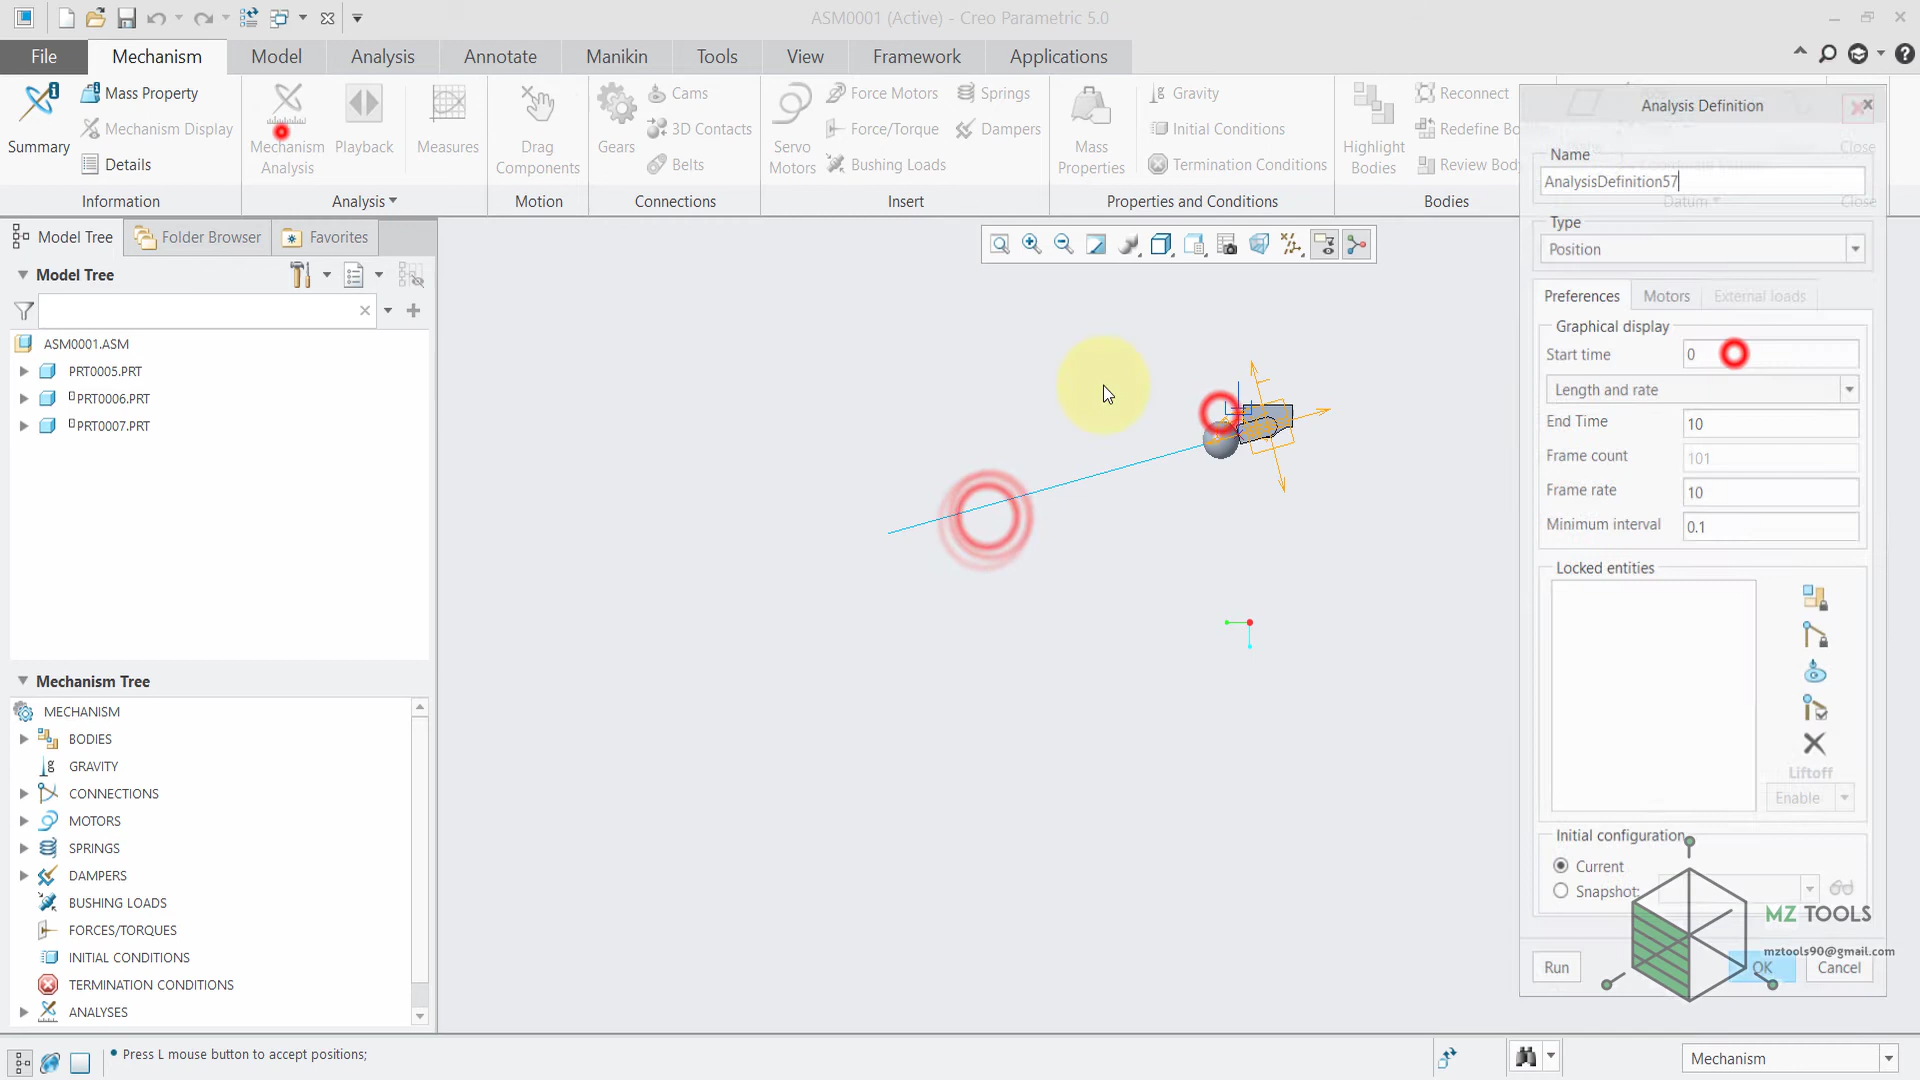 ASM0001 (Active) - Creo Parametric 5.0
File
Mechanism
Model
Analysis
Annotate
Manikin
Tools
View
Framework
Applications
Summary
Mass Property
Mechanism Display
Details
Information
Mechanism
Analysis
Playback
Measures
Analysis
Drag
Components
Motion
Gears
Cams
3D Contacts
Belts
Connections
Servo
Motors
Force Motors
Force/Torque
Bushing Loads
Springs
Dampers
Insert
Mass
Properties
Gravity
Initial Conditions
Termination Conditions
Properties and Conditions
Highlight
Bodies
Reconnect
Redefine Bo
Review Bod
Bodies
Datum
Close
Close
Model Tree
Folder Browser
Favorites
Model Tree
ASM0001.ASM
PRT0005.PRT
PRT0006.PRT
PRT0007.PRT
Mechanism Tree
MECHANISM
BODIES
GRAVITY
CONNECTIONS
MOTORS
SPRINGS
DAMPERS
BUSHING LOADS
FORCES/TORQUES
INITIAL CONDITIONS
TERMINATION CONDITIONS
ANALYSES
Analysis Definition
Name
AnalysisDefinition57
Type
Position
Preferences
Motors
External loads
Graphical display
Start time
0
Length and rate
End Time
10
Frame count
101
Frame rate
10
Minimum interval
0.1
Locked entities
Liftoff
Enable
Initial configuration
Current
Snapshot:
Run
OK
Cancel
MZ TOOLS
mztools90@gmail.com
Press L mouse button to accept positions;
Mechanism